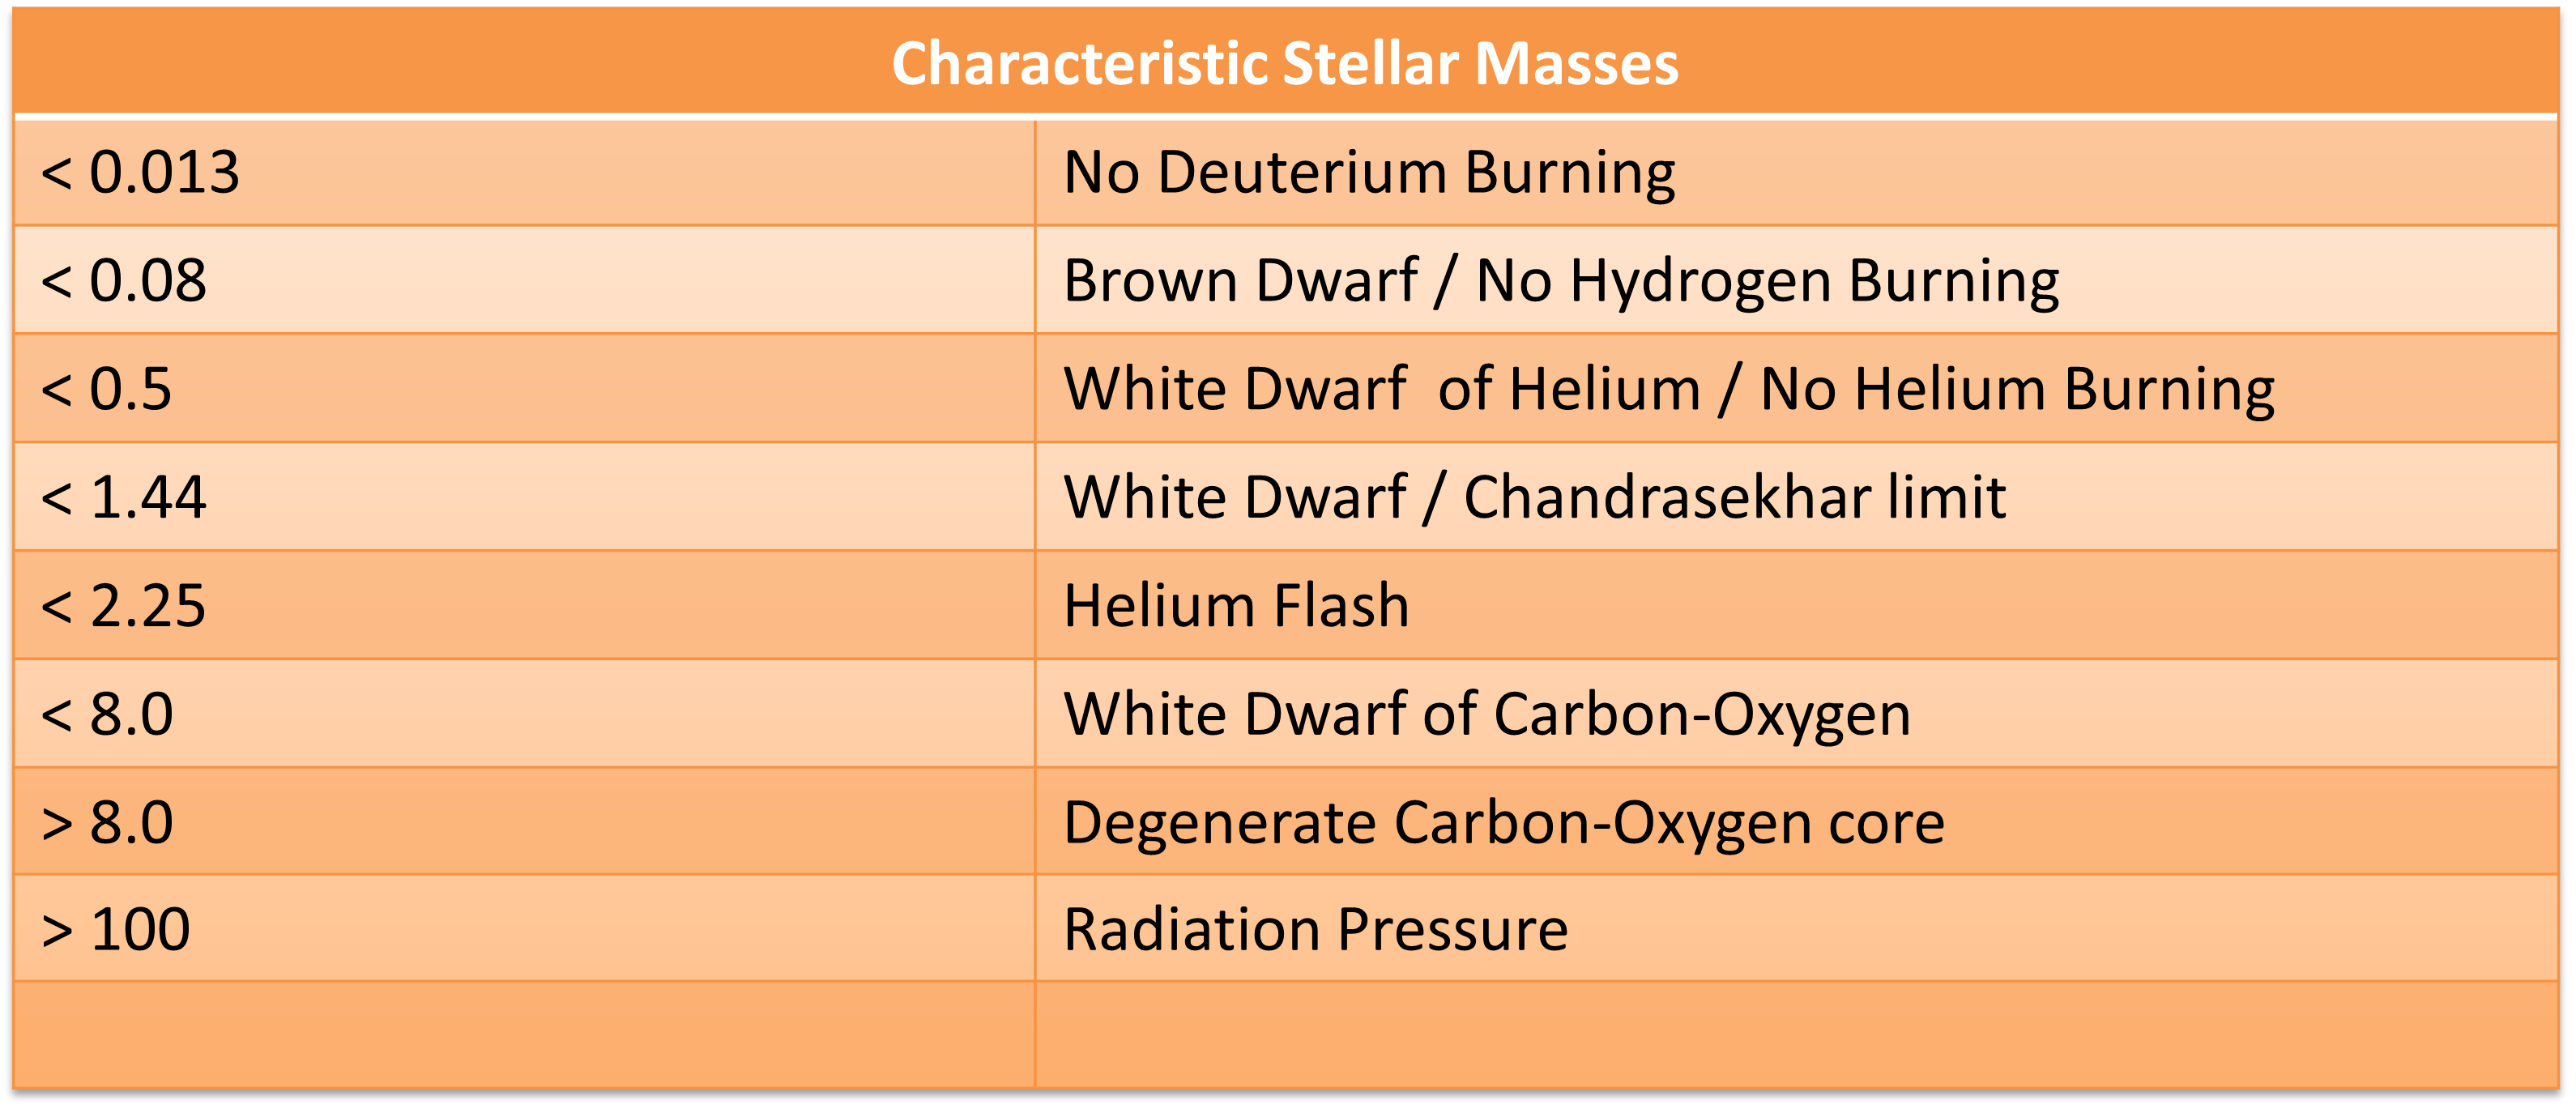 Characteristic Stellar Masses
< 0.013 No Deuterium Burning
< 0.08 Brown Dwarf / No Hydrogen Burning
< 0.5 White Dwarf  of Helium / No Helium Burning
< 1.44 White Dwarf / Chandrasekhar limit
< 2.25 Helium Flash
< 8.0 White Dwarf of Carbon-Oxygen
> 8.0 Degenerate Carbon-Oxygen core
> 100 Radiation Pressure